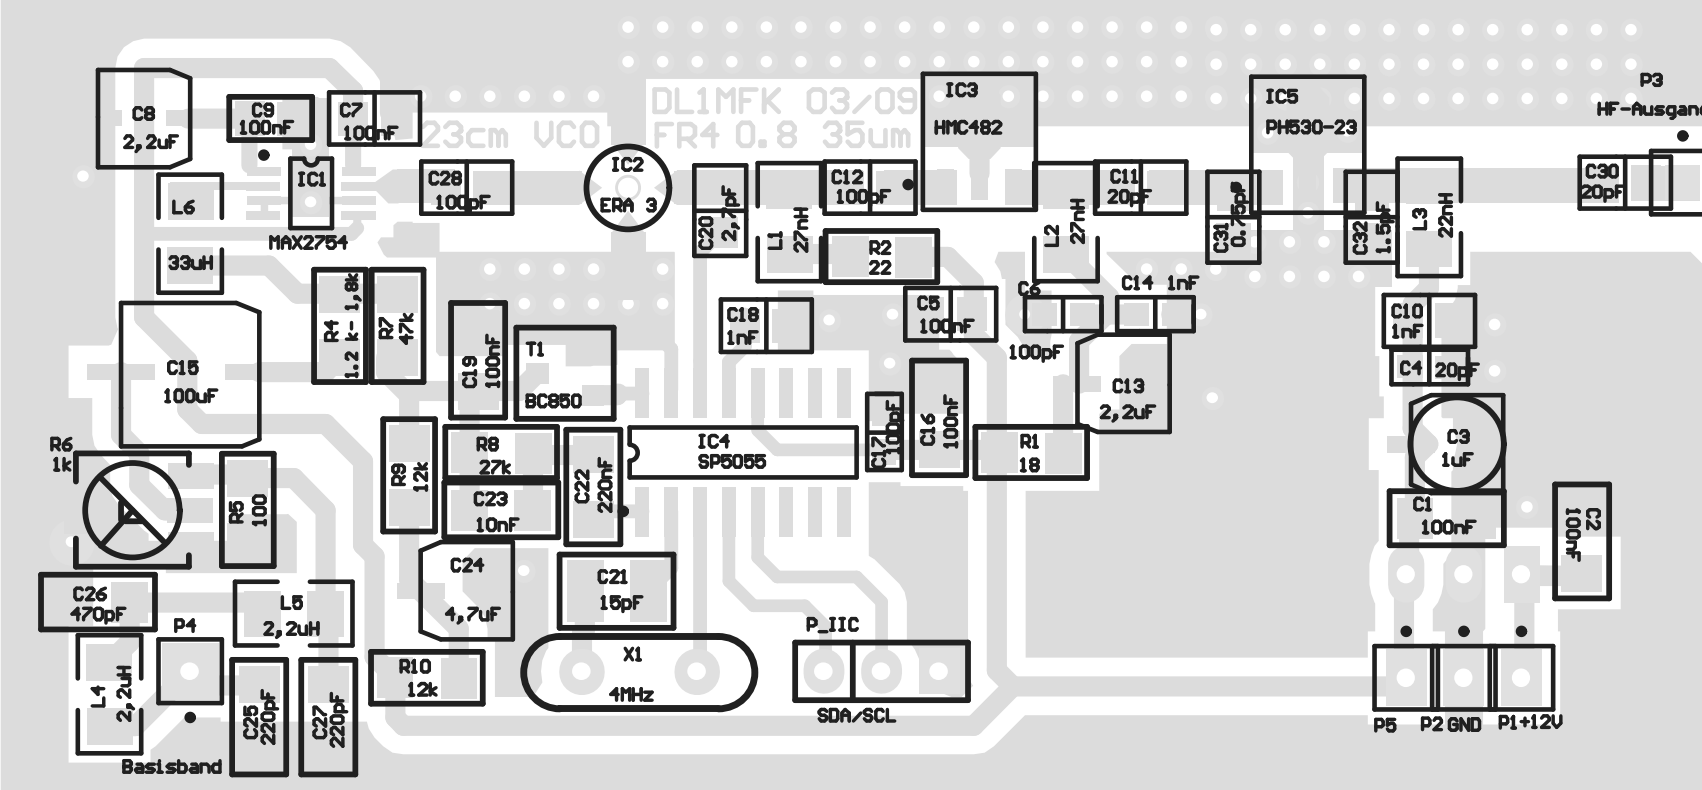 DL1MFK 03/09
23cm VCO FR4 0.8 35um
C8
2,2uF
C9
100nF
C7
100nF
IC1
MAX2754
L6
33uH
C28
100pF
IC2
ERA 3
C20
2,7pF
L1
27nH
C12
100pF
R2
22
IC3
HMC482
L2
27nH
C11
20pF
IC5
PH530-23
C31
0.75pF
C32
1.5pF
L3
22nH
C30
20pF
P3
HF-Ausgang
C15
100uF
R4
1.2 k- 1,8k
R7
47k
C19
100nF
T1
BC850
C18
1nF
C5
100nF
C6
100pF
C14 1nF
C13
2,2uF
C10
1nF
C4 20pF
C3
1uF
R6
1k
R5
100
R9
12k
R8
27k
C23
10nF
C22
220nF
IC4
SP5055
C17
100pF
C16
100nF
R1
18
C1
100nF
C2
100nF
C26
470pF
P4
L5
2,2uH
C24
4,7uF
C21
15pF
L4
2,2uH
C25
220pF
C27
220pF
R10
12k
X1
4MHz
P_IIC
SDA/SCL
P5
P2 GND
P1+12V
Basisband